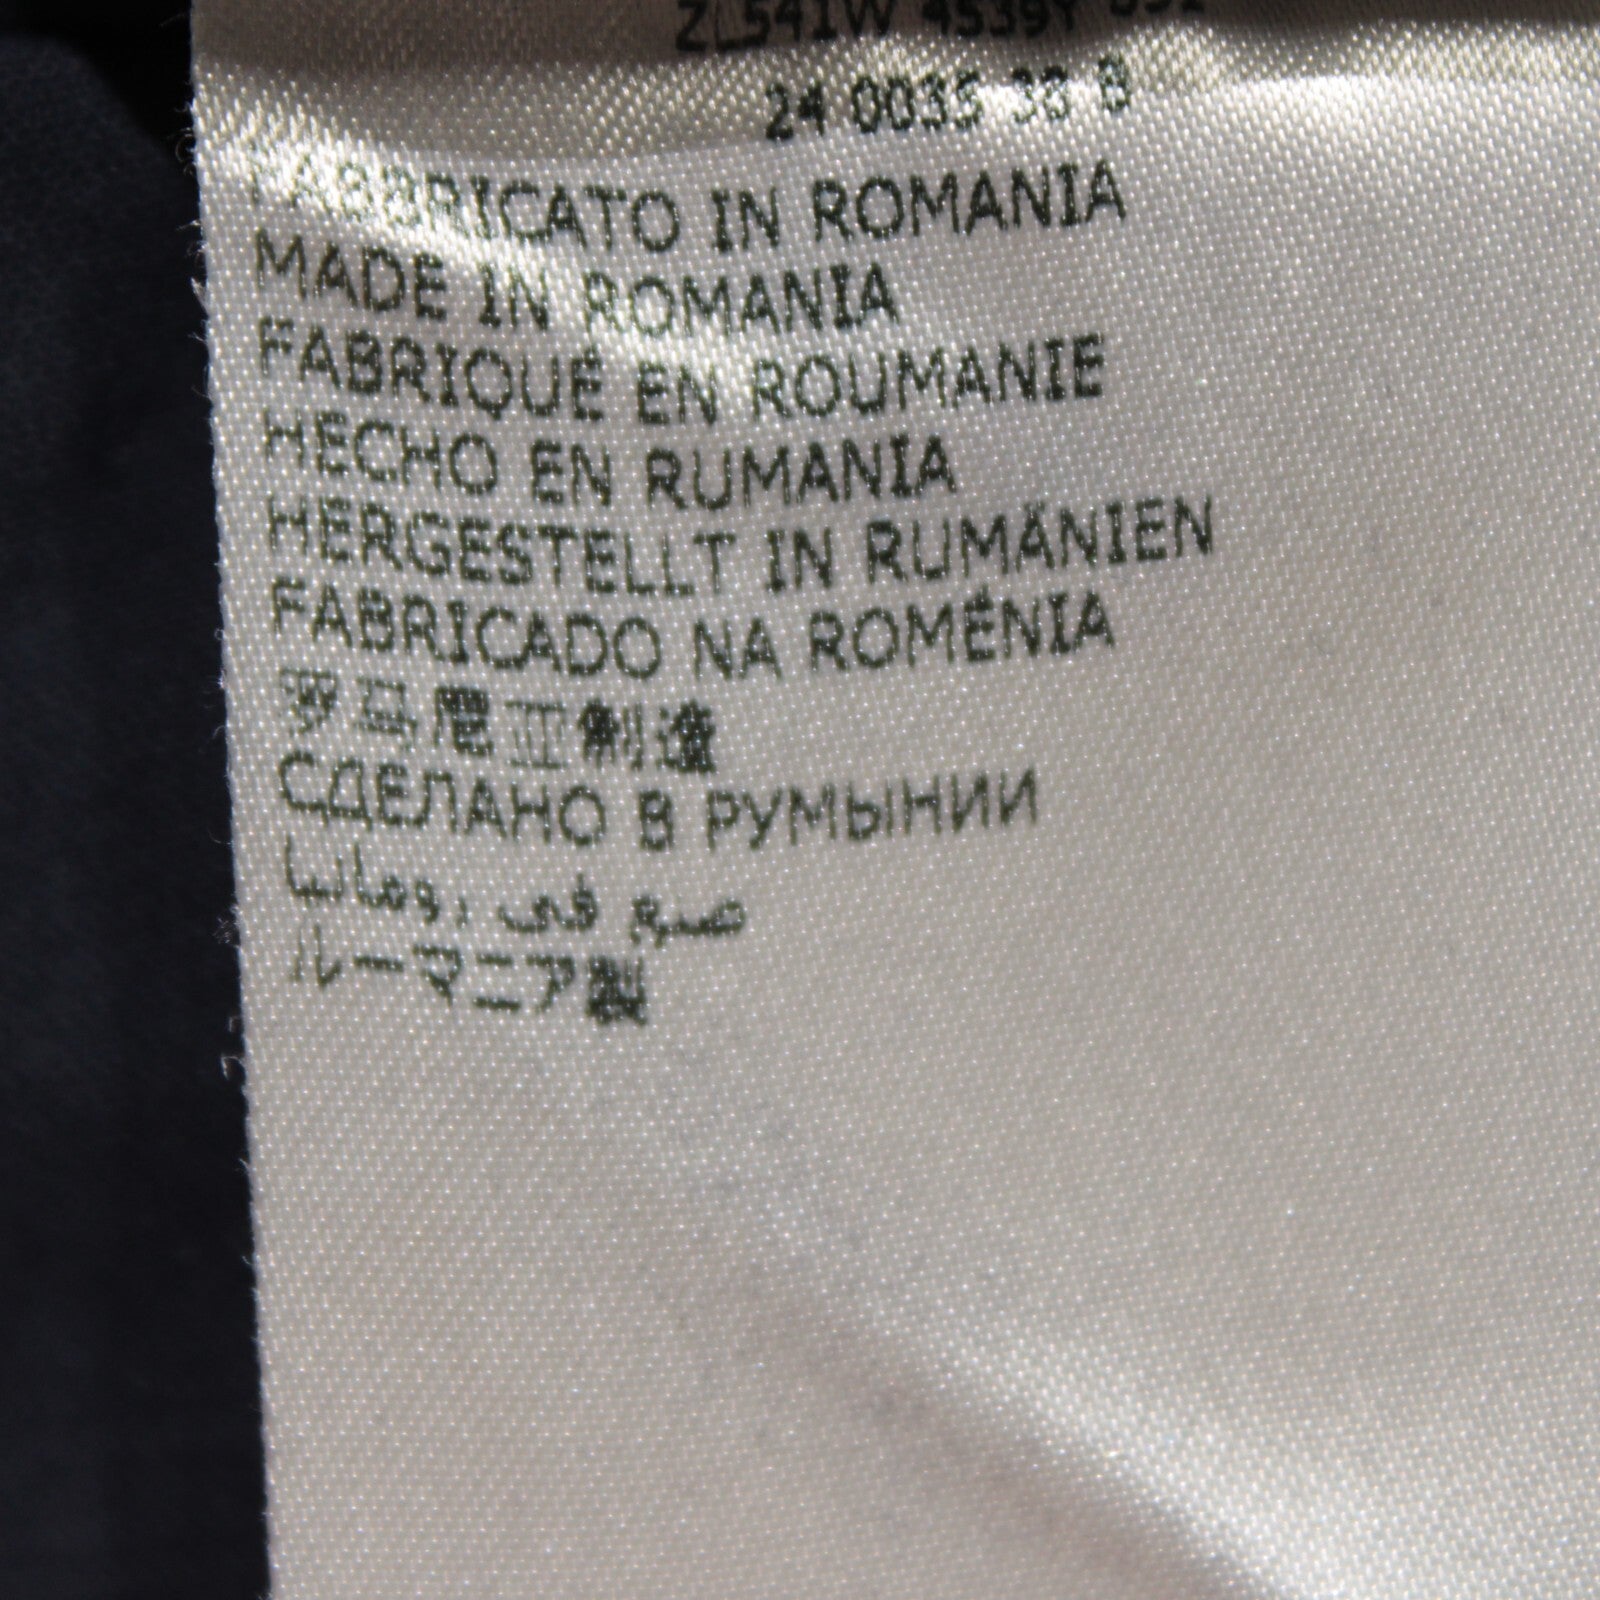 ZL541W 4539Y
24 0035 38 B
FABBRICATO IN ROMANIA
MADE IN ROMANIA
FABRIQUÉ EN ROUMANIE
HECHO EN RUMANIA
HERGESTELLT IN RUMÄNIEN
FABRICADO NA ROMÉNIA
罗马尼亚制造
СДЕЛАНО В РУМЫНИИ
صنع في رومانيا
ルーマニア製